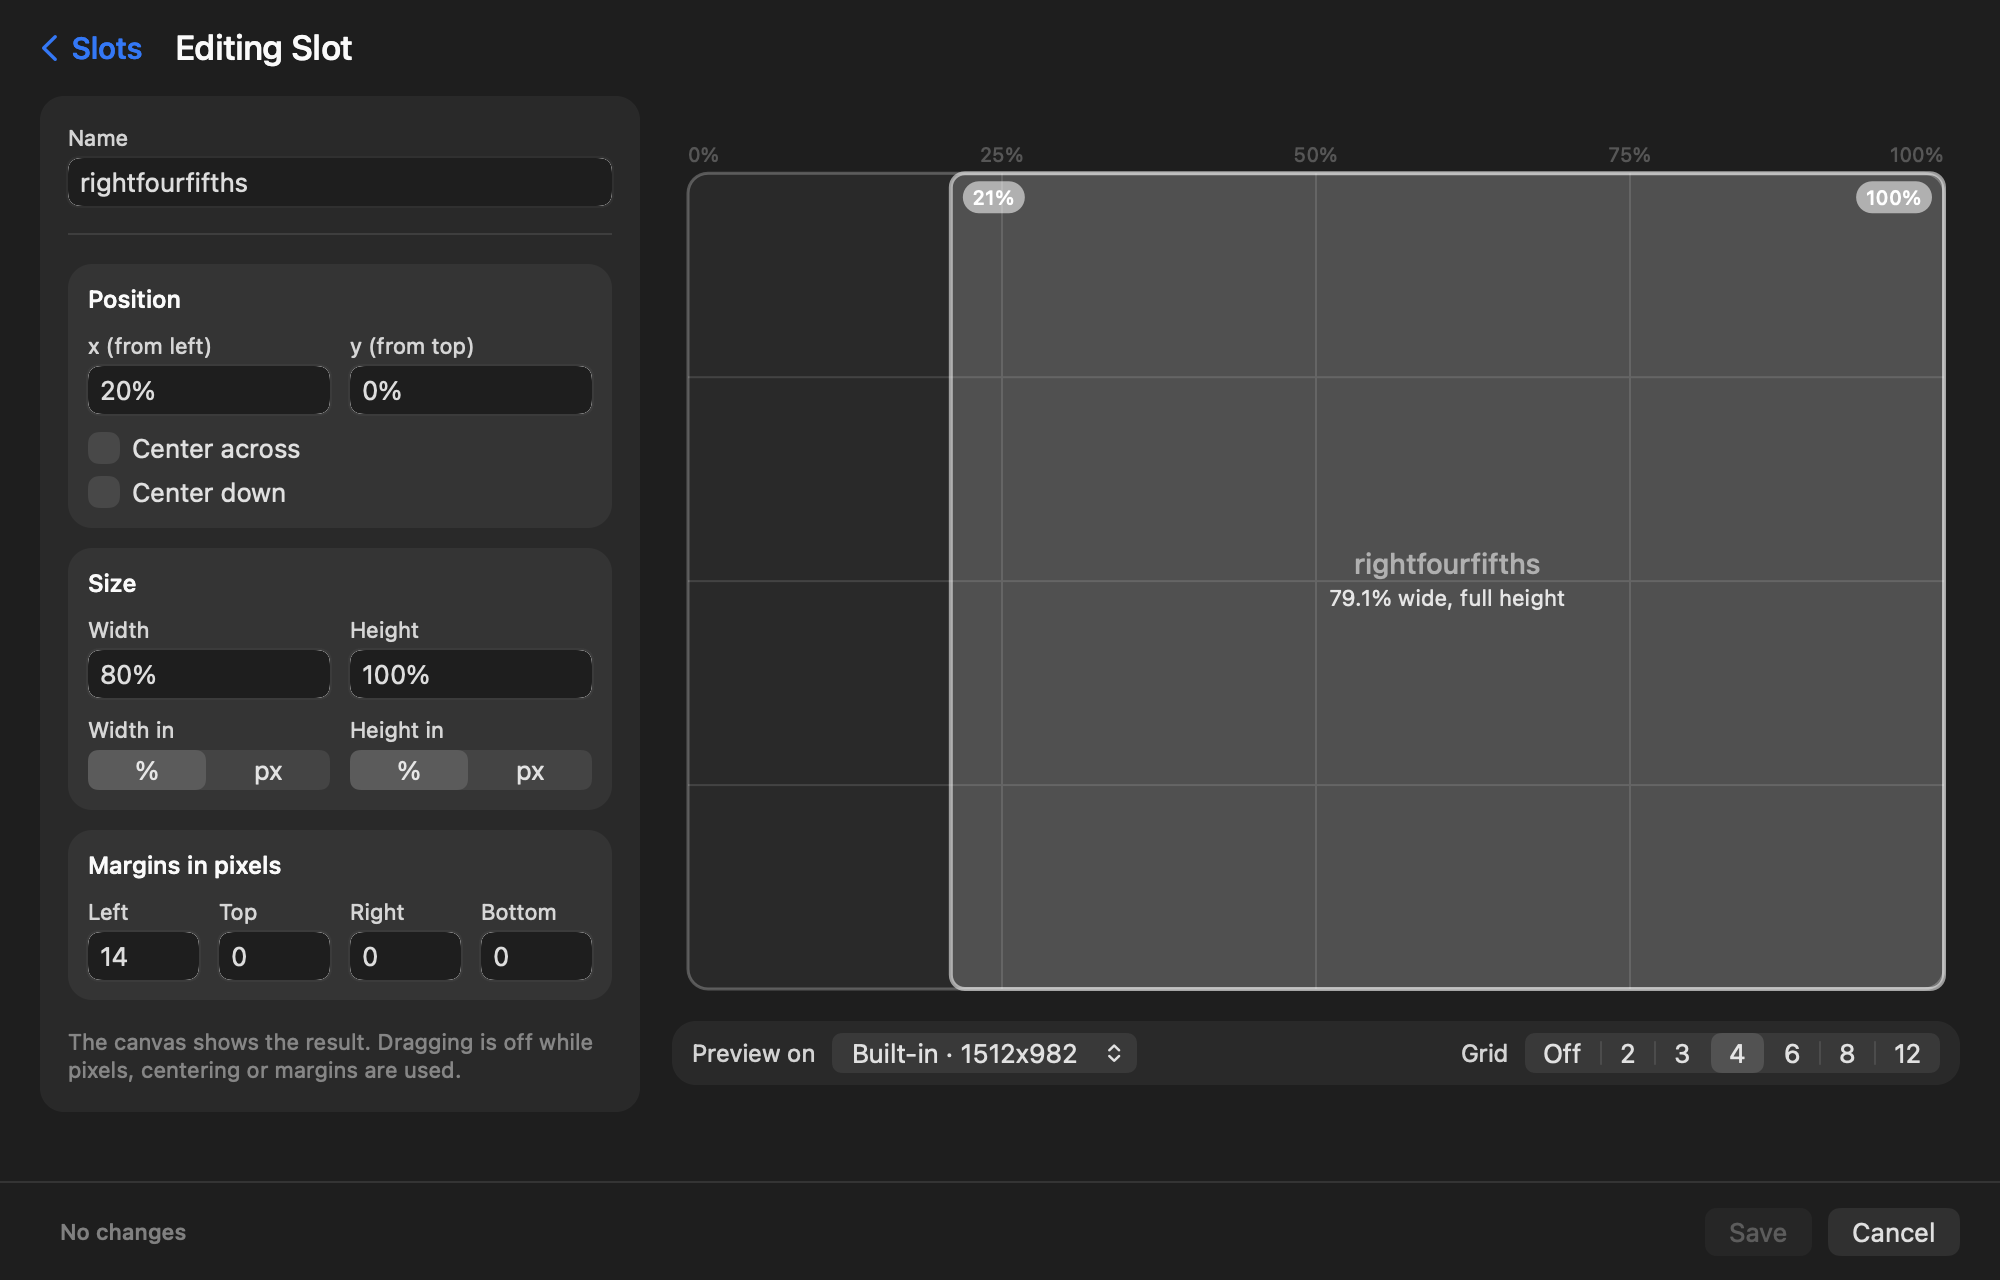 Slots
Editing Slot
Name
rightfourfifths
Position
x (from left)
y (from top)
20%
0%
Center across
Center down
Size
Width
Height
80%
100%
Width in
Height in
% px
% px
Margins in pixels
Left Top Right Bottom
14 0 0 0
The canvas shows the result. Dragging is off while
pixels, centering or margins are used.
0% 25% 50% 75% 100%
21% 100%
rightfourfifths
79.1% wide, full height
Preview on Built-in · 1512x982
Grid Off 2 3 4 6 8 12
No changes
Save Cancel